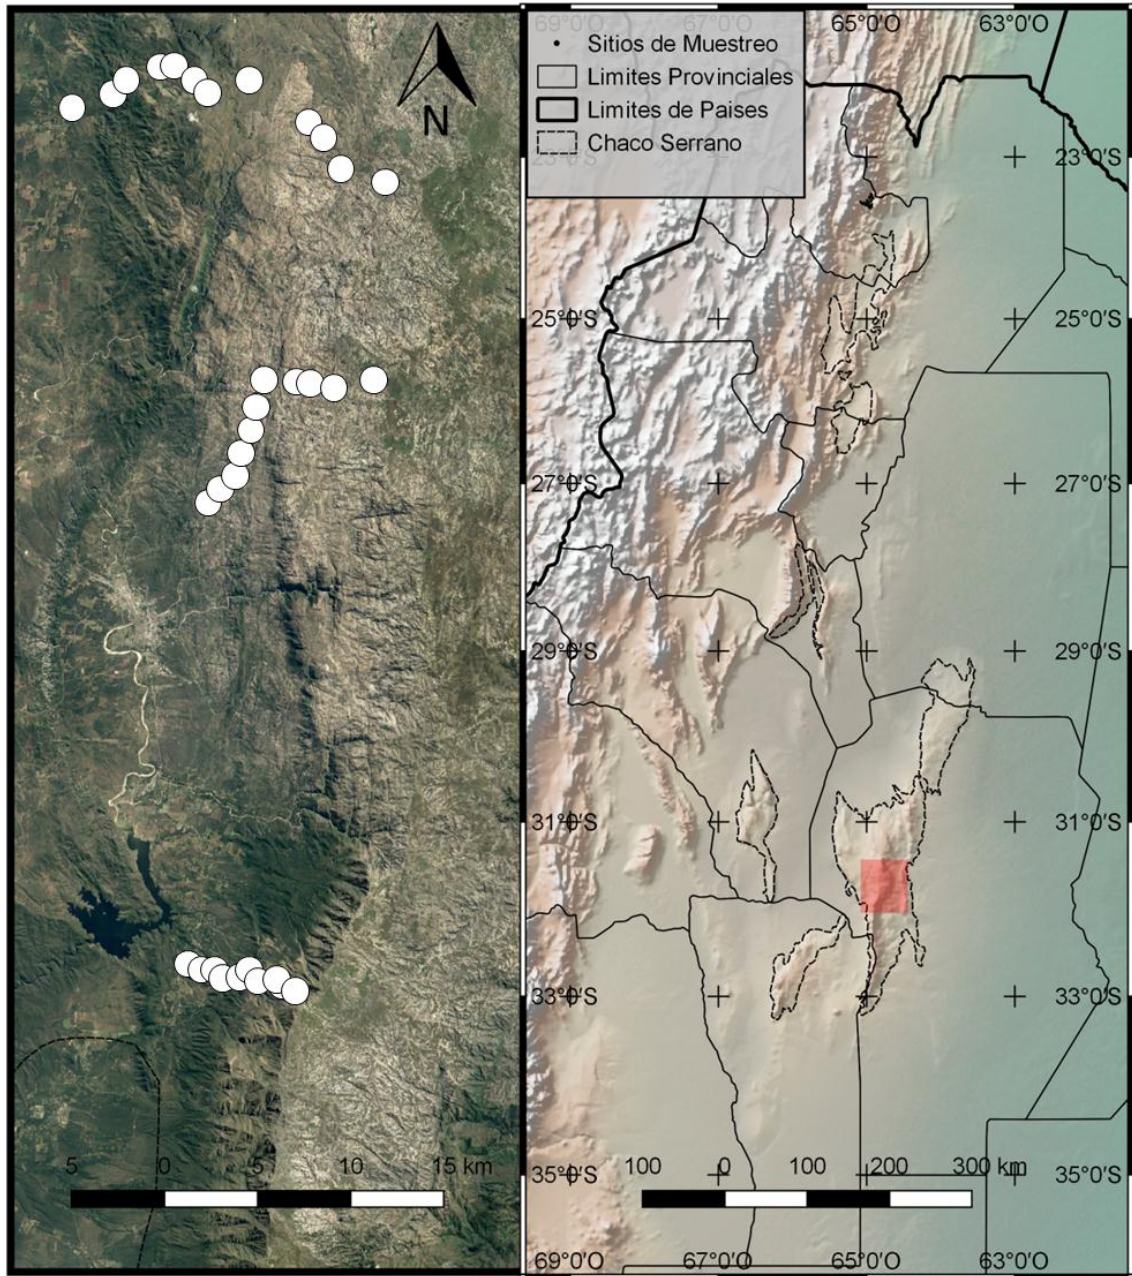 N
5 0 5 10 15 km
69°0'O 67°0'O 65°0'O 63°0'O
Sitios de Muestreo
Limites Provinciales
Limites de Paises
Chaco Serrano
23°0'S
25°0'S 25°0'S
27°0'S 27°0'S
29°0'S 29°0'S
31°0'S 31°0'S
33°0'S 33°0'S
35°0'S 35°0'S
100 0 100 200 300 km
69°0'O 67°0'O 65°0'O 63°0'O